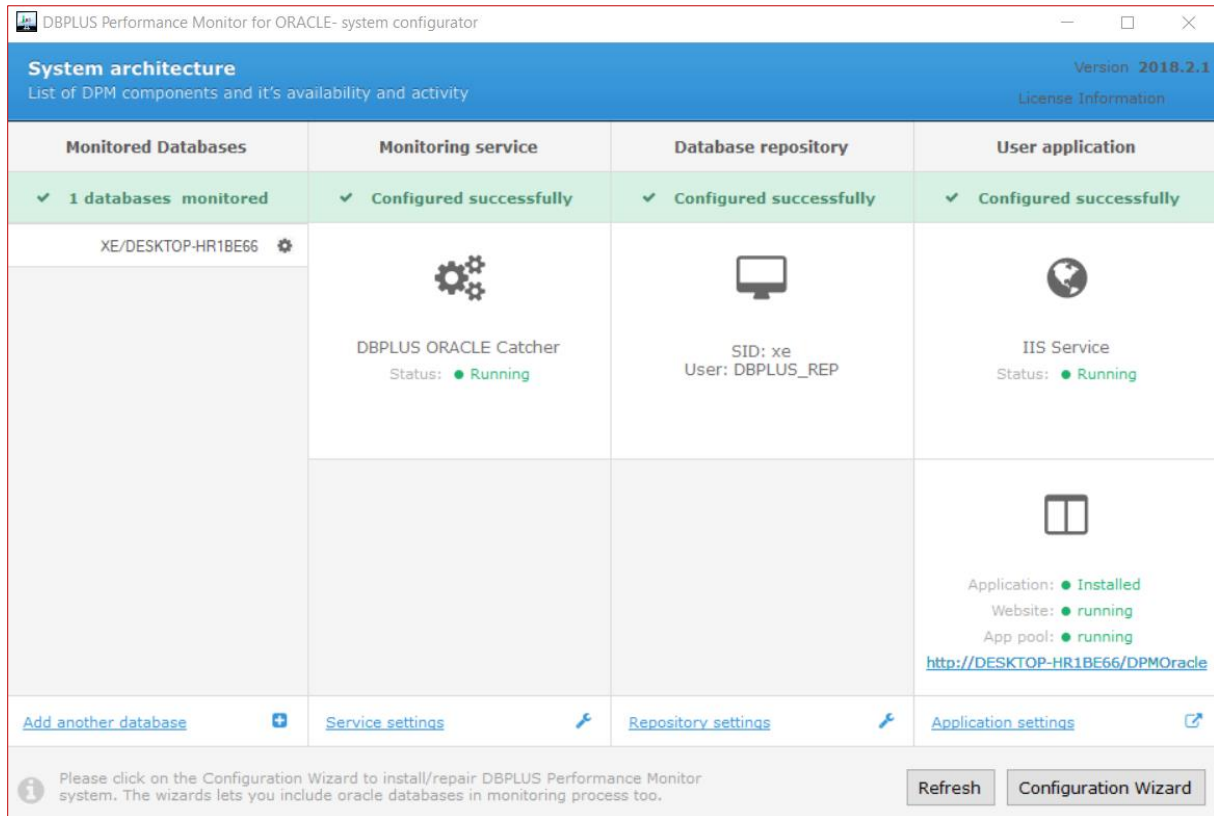 DBPLUS Performance Monitor for ORACLE- system configurator
System architecture
List of DPM components and it's availability and activity
Version 2018.2.1
License Information
Monitored Databases
Monitoring service
Database repository
User application
1 databases monitored
Configured successfully
Configured successfully
Configured successfully
XE/DESKTOP-HR1BE66
DBPLUS ORACLE Catcher
Status: Running
SID: xe
User: DBPLUS_REP
IIS Service
Status: Running
Application: Installed
Website: running
App pool: running
http://DESKTOP-HR1BE66/DPMOracle
Add another database
Service settings
Repository settings
Application settings
Please click on the Configuration Wizard to install/repair DBPLUS Performance Monitor
system. The wizards lets you include oracle databases in monitoring process too.
Refresh
Configuration Wizard